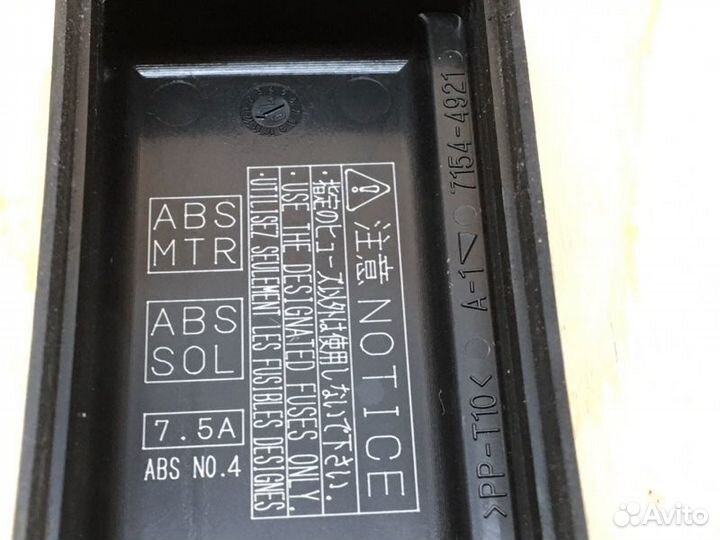 ABS
MTR
ABS
SOL
7.5A
ABS NO.4
⚠ 注意 NOTICE
・指定のヒューズ以外は使用しないで下さい.
・USE THE DESIGNATED FUSES ONLY.
・UTILISEZ SEULEMENT LES FUSIBLES DESIGNES
>PP-T10< A-1 7154-4921
Avito